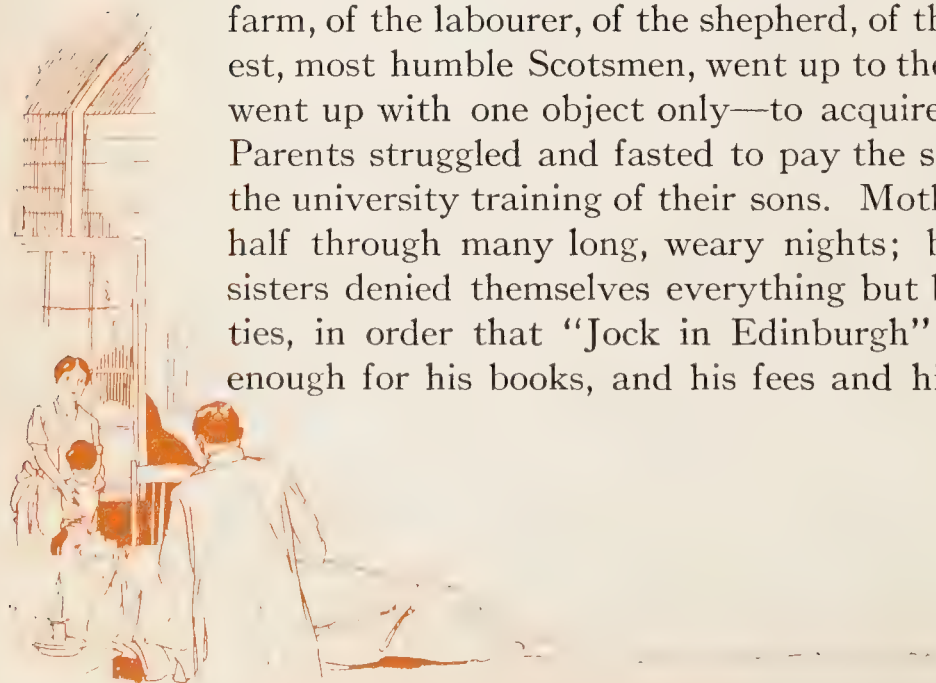 farm, of the labourer, of the shepherd, of th
est, most humble Scotsmen, went up to the
went up with one object only—to acquire
Parents struggled and fasted to pay the s
the university training of their sons. Moth
half through many long, weary nights; b
sisters denied themselves everything but b
ties, in order that “Jock in Edinburgh”
enough for his books, and his fees and hi